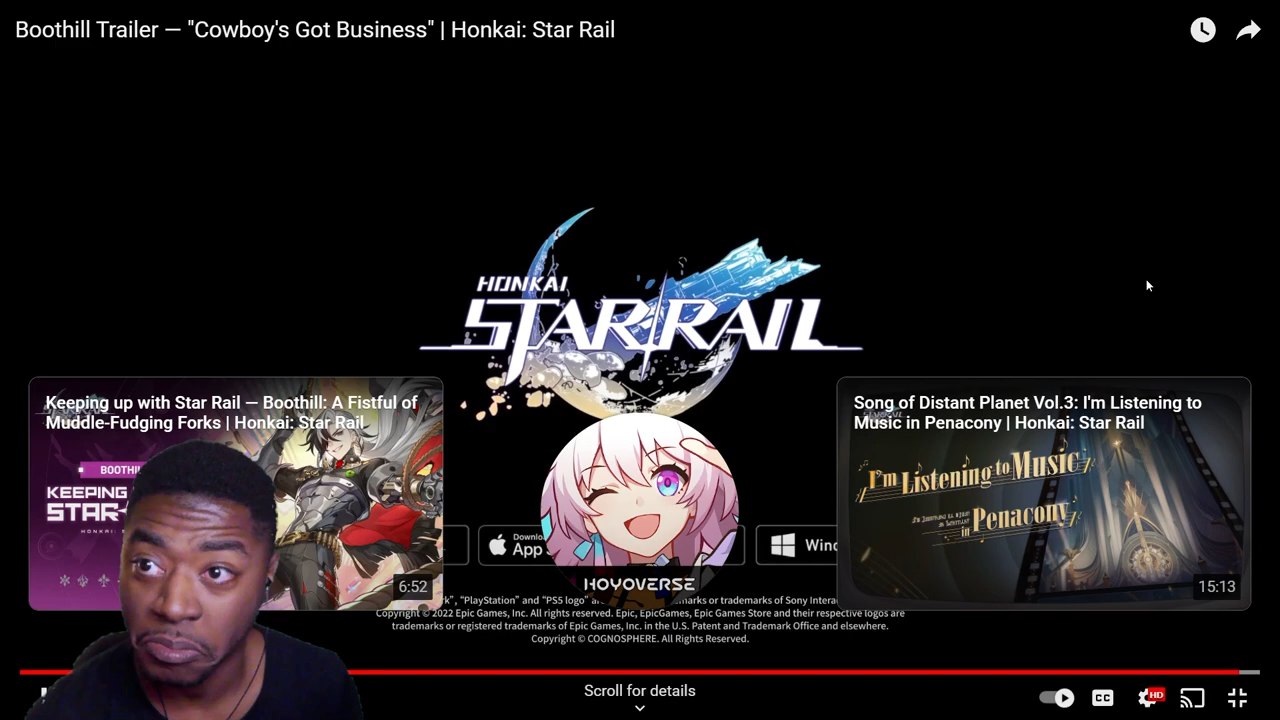 Boothill Trailer — "Cowboy's Got Business" | Honkai: Star Rail
HONKAI
STAR RAIL
Keeping up with Star Rail — Boothill: A Fistful of
Muddle-Fudging Forks | Honkai: Star Rail
BOOTHI
KEEPING
STAR
6:52
Song of Distant Planet Vol.3: I'm Listening to
Music in Penacony | Honkai: Star Rail
I'm Listening to Music
in Penacony
15:13
Downlo
App S
Wind
HOYOVERSE
"PlayStation" and "PS5 logo" are
marks or trademarks of Sony Intera
Copyright © 2022 Epic Games, Inc. All rights reserved. Epic, EpicGames, Epic Games Store and their respective logos are
trademarks or registered trademarks of Epic Games, Inc. in the U.S. Patent and Trademark Office and elsewhere.
Copyright © COGNOSPHERE. All Rights Reserved.
Scroll for details
CC
HD